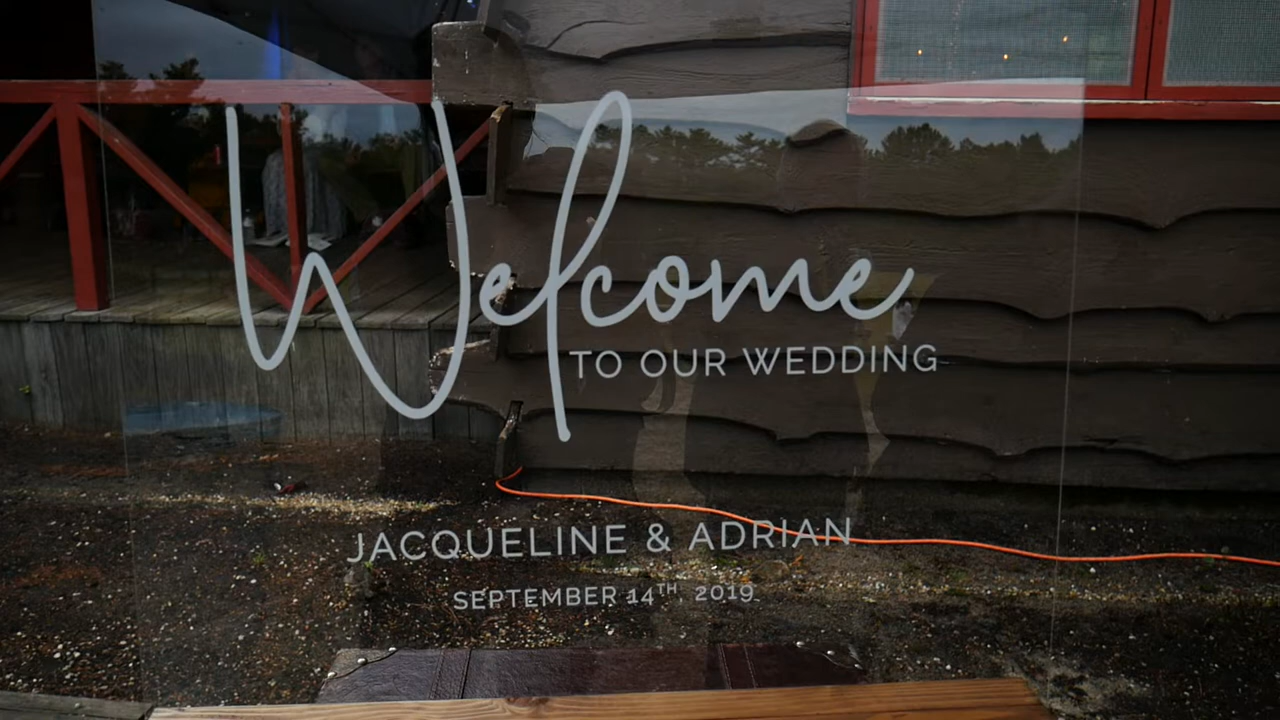 Welcome
TO OUR WEDDING
JACQUELINE & ADRIAN
SEPTEMBER 14TH, 2019